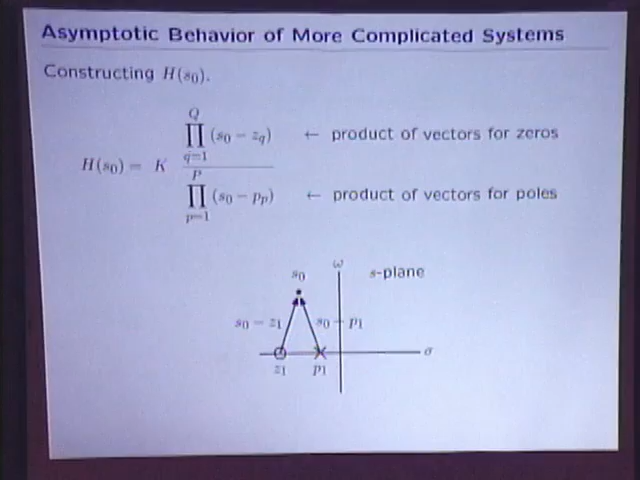 Asymptotic Behavior of More Complicated Systems
Constructing H(s₀).
H(s₀) = K ∏_{q=1}^{Q} (s₀ − z_q) ← product of vectors for zeros
∏_{p=1}^{P} (s₀ − p_p) ← product of vectors for poles
ω
s₀ s-plane
s₀ − z₁ s₀ − p₁
σ
z₁ p₁